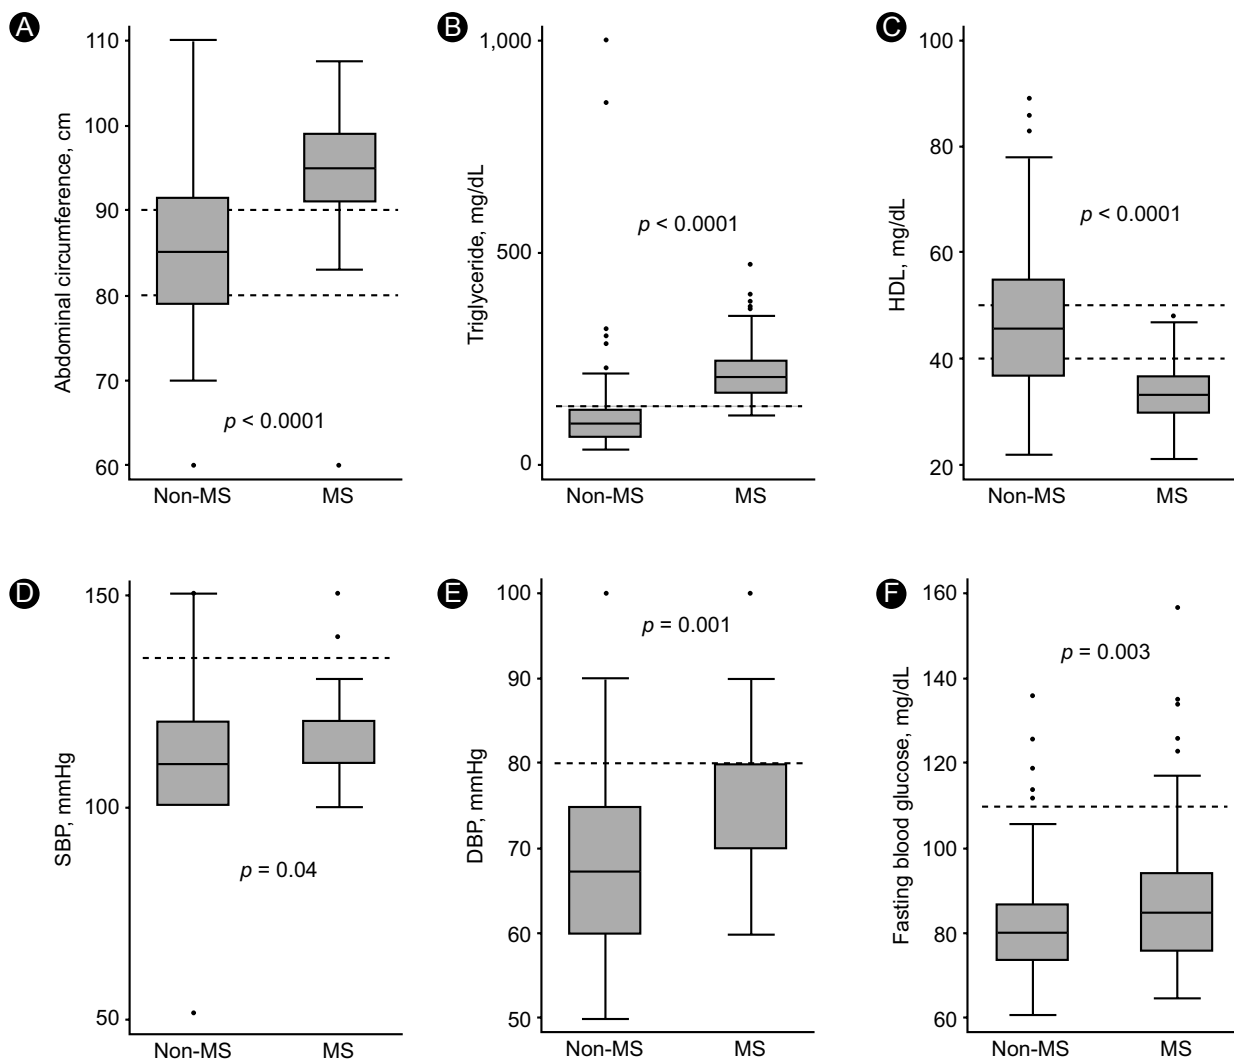 A
Abdominal circumference, cm
110
100
90
80
70
60
p < 0.0001
Non-MS MS
B
Triglyceride, mg/dL
1,000
500
0
p < 0.0001
Non-MS MS
C
HDL, mg/dL
100
80
60
40
20
p < 0.0001
Non-MS MS
D
SBP, mmHg
150
100
50
p = 0.04
Non-MS MS
E
DBP, mmHg
100
90
80
70
60
50
p = 0.001
Non-MS MS
F
Fasting blood glucose, mg/dL
160
140
120
100
80
60
p = 0.003
Non-MS MS